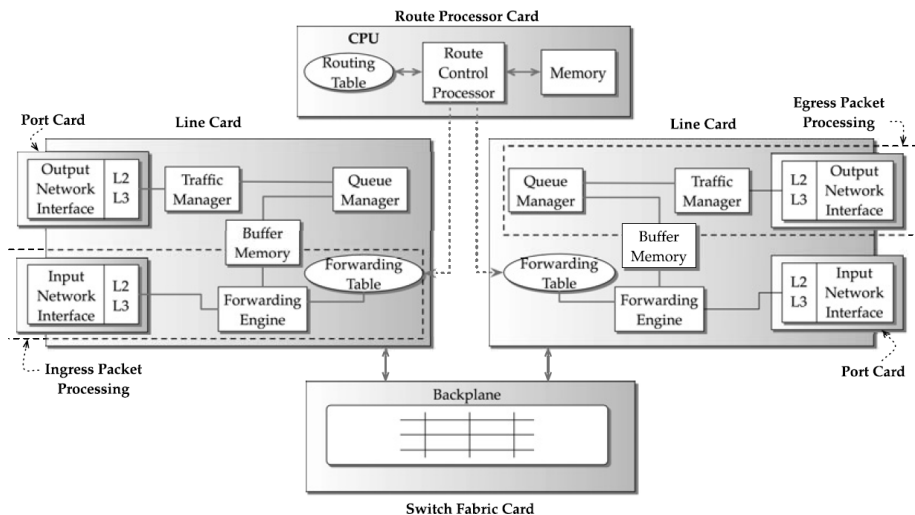 Route Processor Card
CPU
Routing
Table
Route
Control
Processor
Memory
Port Card
Line Card
Output
Network
Interface
L2
L3
Traffic
Manager
Queue
Manager
Buffer
Memory
Input
Network
Interface
L2
L3
Forwarding
Engine
Forwarding
Table
Ingress Packet
Processing
Line Card
Egress Packet
Processing
Queue
Manager
Traffic
Manager
L2
L3
Output
Network
Interface
Buffer
Memory
Forwarding
Table
Forwarding
Engine
L2
L3
Input
Network
Interface
Port Card
Backplane
Switch Fabric Card